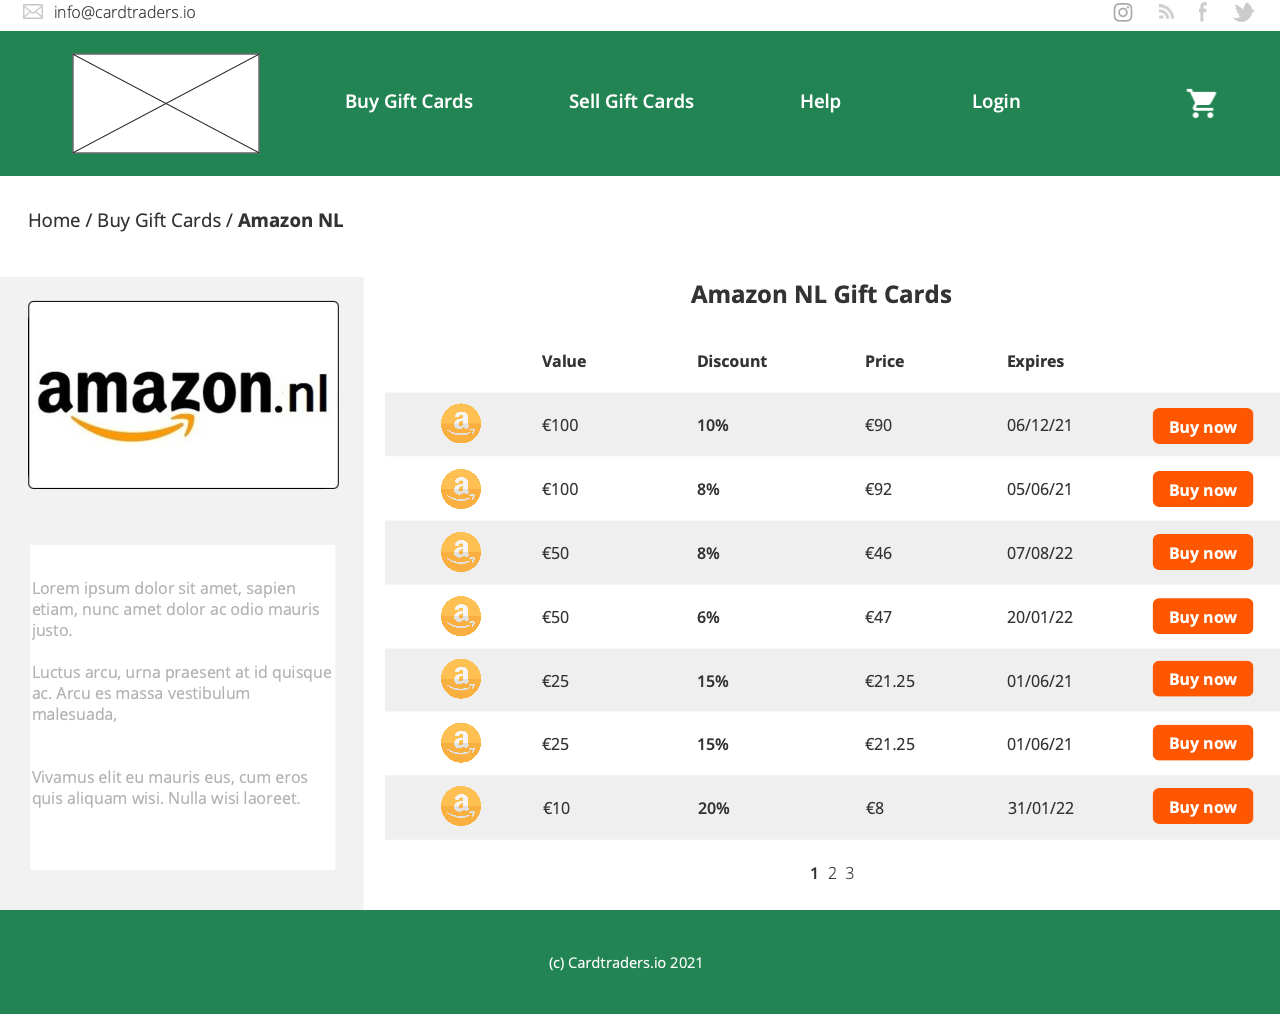 info@cardtraders.io
Buy Gift Cards Sell Gift Cards Help Login
Home / Buy Gift Cards / Amazon NL
amazon.nl
Lorem ipsum dolor sit amet, sapien
etiam, nunc amet dolor ac odio mauris
justo.
Luctus arcu, urna praesent at id quisque
ac. Arcu es massa vestibulum
malesuada,
Vivamus elit eu mauris eus, cum eros
quis aliquam wisi. Nulla wisi laoreet.
Amazon NL Gift Cards
Value Discount Price Expires
a €100 10% €90 06/12/21 Buy now
a €100 8% €92 05/06/21 Buy now
a €50 8% €46 07/08/22 Buy now
a €50 6% €47 20/01/22 Buy now
a €25 15% €21.25 01/06/21 Buy now
a €25 15% €21.25 01/06/21 Buy now
a €10 20% €8 31/01/22 Buy now
1 2 3
(c) Cardtraders.io 2021